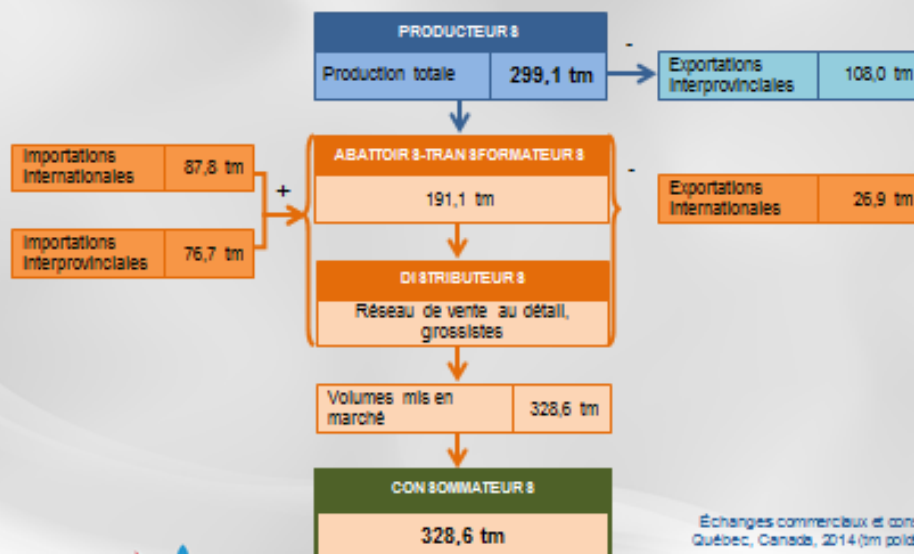 PRODUCTEURS
Production totale 299,1 tm
-
Exportations
Interprovinciales 108,0 tm
Importations
Internationales 87,8 tm
+
Importations
Interprovinciales 76,7 tm
ABATTOIRS-TRANSFORMATEURS
191,1 tm
-
Exportations
Internationales 26,9 tm
DISTRIBUTEURS
Réseau de vente au détail,
grossistes
Volumes mis en
marché 328,6 tm
CONSOMMATEURS
328,6 tm
Échanges commerciaux et
Québec, Canada, 2014 (tm